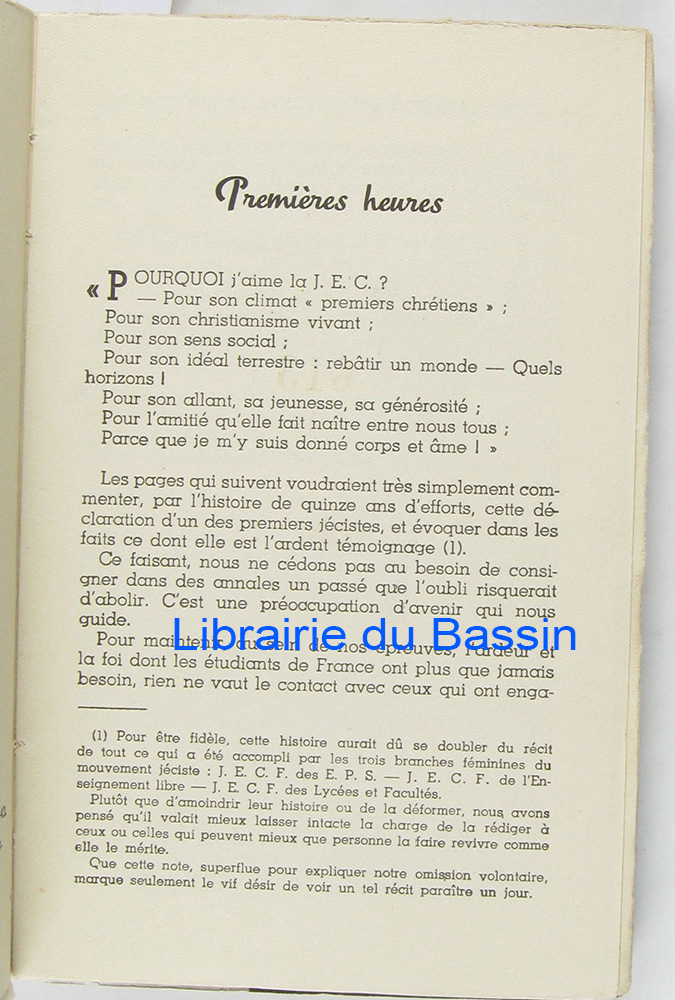 Premières heures
« POURQUOI j'aime la J. E. C. ?
— Pour son climat « premiers chrétiens » ;
Pour son christianisme vivant ;
Pour son sens social ;
Pour son idéal terrestre : rebâtir un monde — Quels
horizons !
Pour son allant, sa jeunesse, sa générosité ;
Pour l'amitié qu'elle fait naître entre nous tous ;
Parce que je m'y suis donné corps et âme ! »
Les pages qui suivent voudraient très simplement com-
menter, par l'histoire de quinze ans d'efforts, cette dé-
claration d'un des premiers jécistes, et évoquer dans les
faits ce dont elle est l'ardent témoignage (1).
Ce faisant, nous ne cédons pas au besoin de consi-
gner dans des annales un passé que l'oubli risquerait
d'abolir. C'est une préoccupation d'avenir qui nous
guide.
Librairie du Bassin
Pour maintenir, au sein de nos épreuves, l'ardeur et
la foi dont les étudiants de France ont plus que jamais
besoin, rien ne vaut le contact avec ceux qui ont enga-
(1) Pour être fidèle, cette histoire aurait dû se doubler du récit
de tout ce qui a été accompli par les trois branches féminines du
mouvement jéciste : J. E. C. F. des E. P. S. — J. E. C. F. de l'En-
seignement libre — J. E. C. F. des Lycées et Facultés.
Plutôt que d'amoindrir leur histoire ou de la déformer, nous avons
pensé qu'il valait mieux laisser intacte la charge de la rédiger à
ceux ou celles qui peuvent mieux que personne la faire revivre comme
elle le mérite.
Que cette note, superflue pour expliquer notre omission volontaire,
marque seulement le vif désir de voir un tel récit paraître un jour.